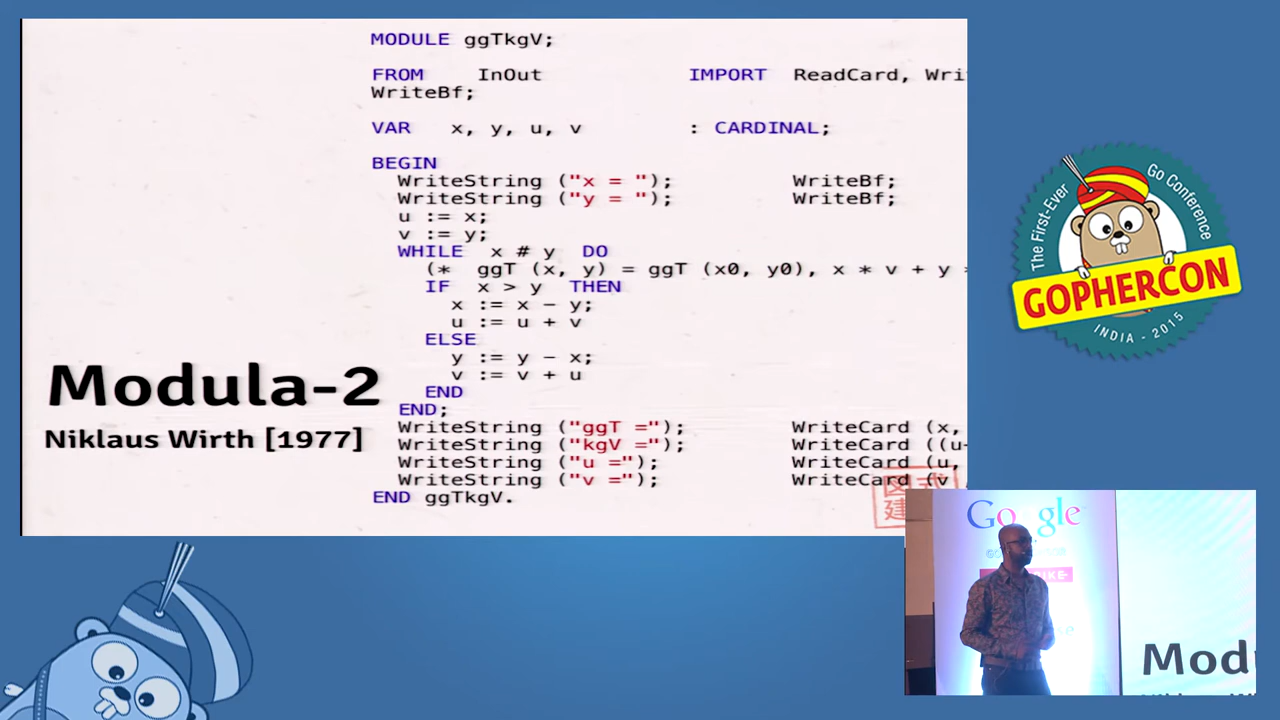 MODULE ggTkgV;
FROM InOut IMPORT ReadCard, Wri
WriteBf;
VAR x, y, u, v : CARDINAL;
BEGIN
WriteString ("x = "); WriteBf;
WriteString ("y = "); WriteBf;
u := x;
v := y;
WHILE x # y DO
(* ggT (x, y) = ggT (x0, y0), x * v + y
IF x > y THEN
x := x - y;
u := u + v
ELSE
y := y - x;
v := v + u
END
END;
WriteString ("ggT ="); WriteCard (x,
WriteString ("kgV ="); WriteCard ((u
WriteString ("u ="); WriteCard (u,
WriteString ("v ="); WriteCard (v
END ggTkgV.
Modula-2
Niklaus Wirth [1977]
The First-Ever Go Conference
GOPHERCON
INDIA - 2015
Google
Mod